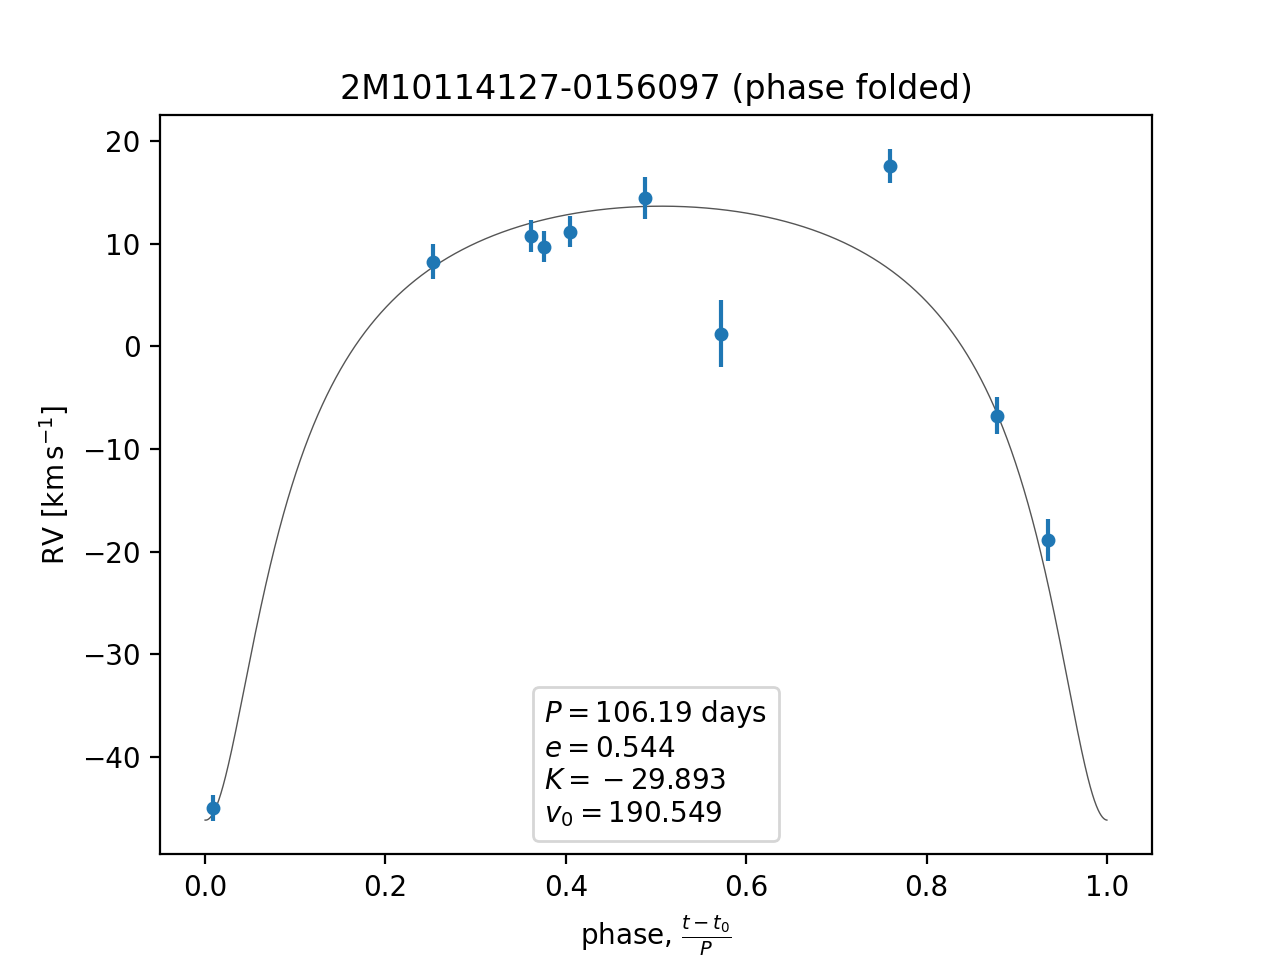 2M10114127-0156097 (phase folded)
20
10
0
−10
−20
−30
−40
RV [km s⁻¹]
P = 106.19 days
e = 0.544
K = − 29.893
v₀ = 190.549
0.0 0.2 0.4 0.6 0.8 1.0
phase, (t − t₀)/P